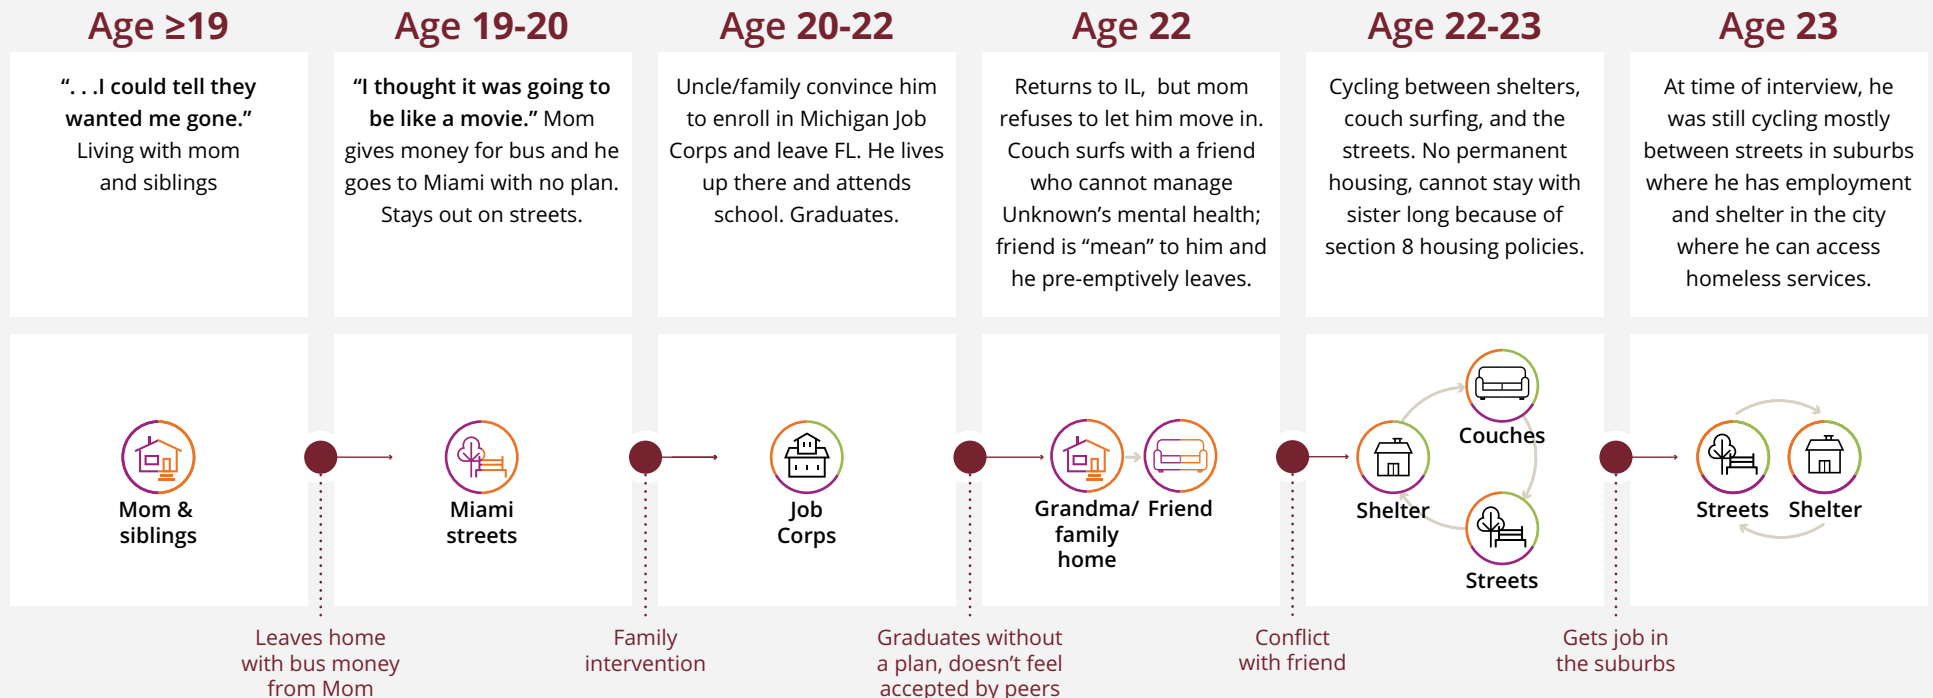 Age ≥19
“. . .I could tell they
wanted me gone.”
Living with mom
and siblings
Age 19-20
“I thought it was going to
be like a movie.” Mom
gives money for bus and he
goes to Miami with no plan.
Stays out on streets.
Age 20-22
Uncle/family convince him
to enroll in Michigan Job
Corps and leave FL. He lives
up there and attends
school. Graduates.
Age 22
Returns to IL, but mom
refuses to let him move in.
Couch surfs with a friend
who cannot manage
Unknown’s mental health;
friend is “mean” to him and
he pre-emptively leaves.
Age 22-23
Cycling between shelters,
couch surfing, and the
streets. No permanent
housing, cannot stay with
sister long because of
section 8 housing policies.
Age 23
At time of interview, he
was still cycling mostly
between streets in suburbs
where he has employment
and shelter in the city
where he can access
homeless services.
Mom &
siblings
Miami
streets
Job
Corps
Grandma/
family
home
Friend
Shelter
Couches
Streets
Streets
Shelter
Leaves home
with bus money
from Mom
Family
intervention
Graduates without
a plan, doesn’t feel
accepted by peers
Conflict
with friend
Gets job in
the suburbs